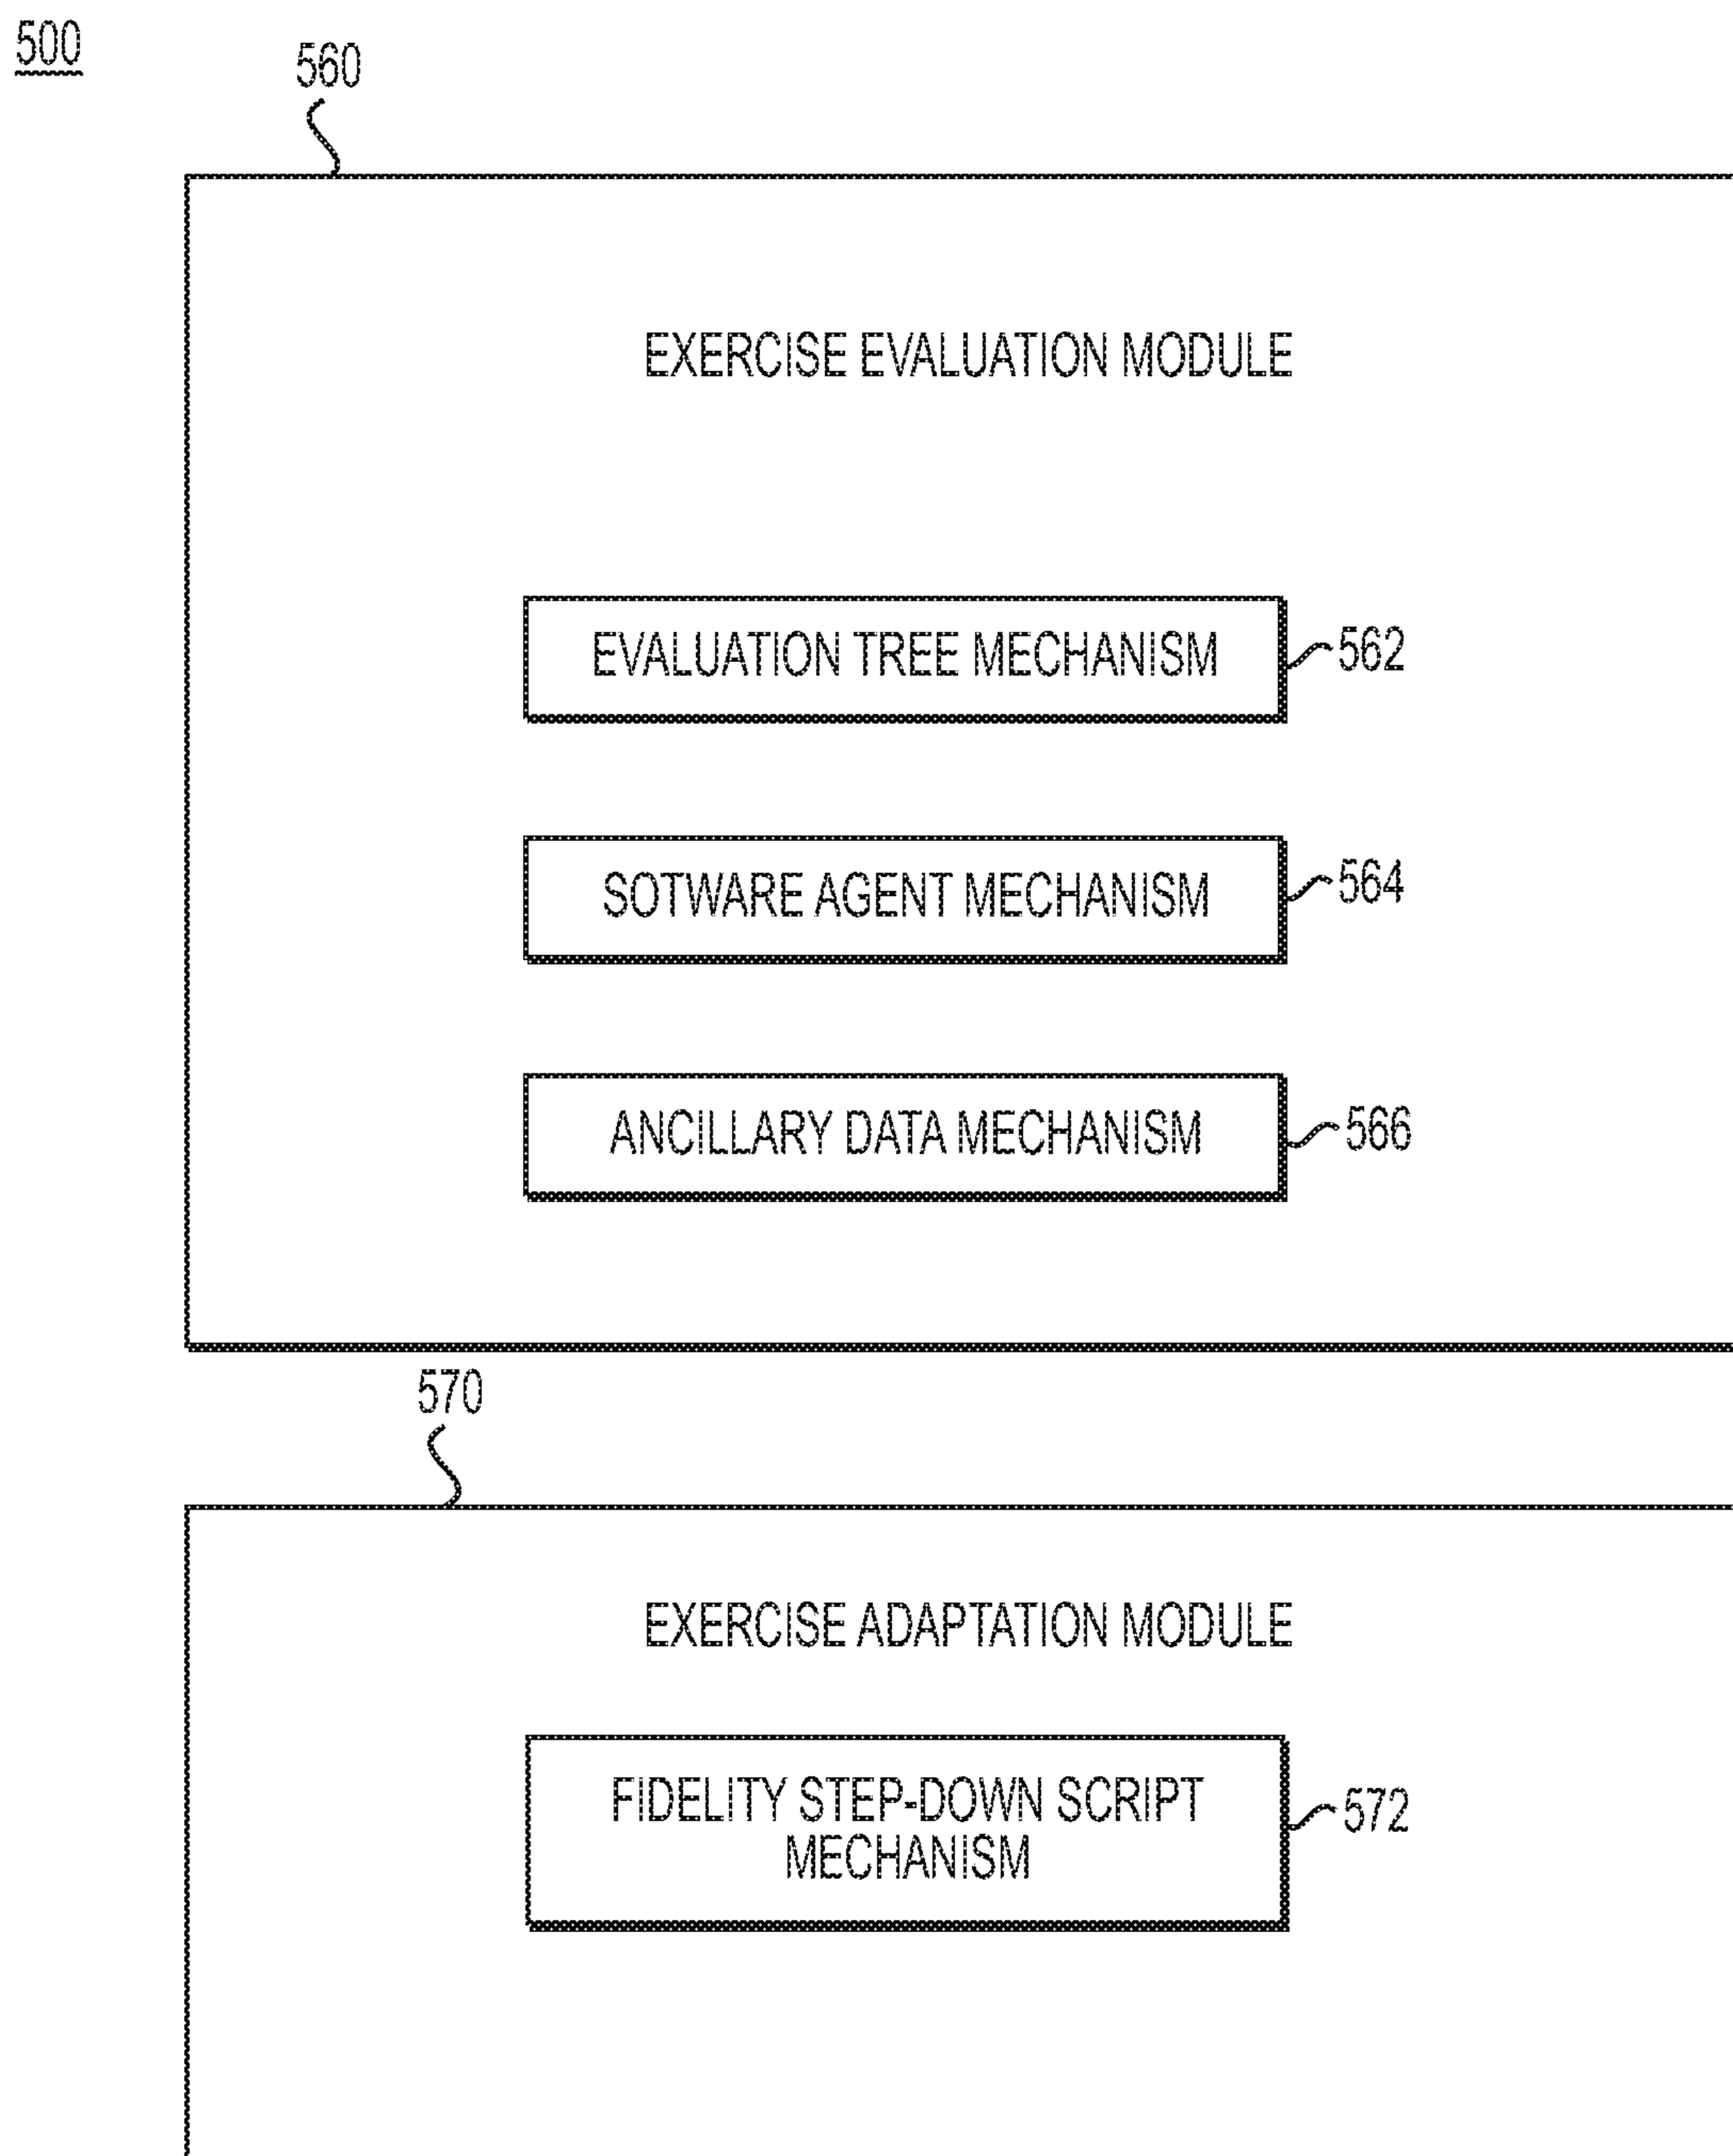 500
560
EXERCISE EVALUATION MODULE
EVALUATION TREE MECHANISM
562
SOTWARE AGENT MECHANISM
564
ANCILLARY DATA MECHANISM
566
570
EXERCISE ADAPTATION MODULE
FIDELITY STEP-DOWN SCRIPT
MECHANISM
572